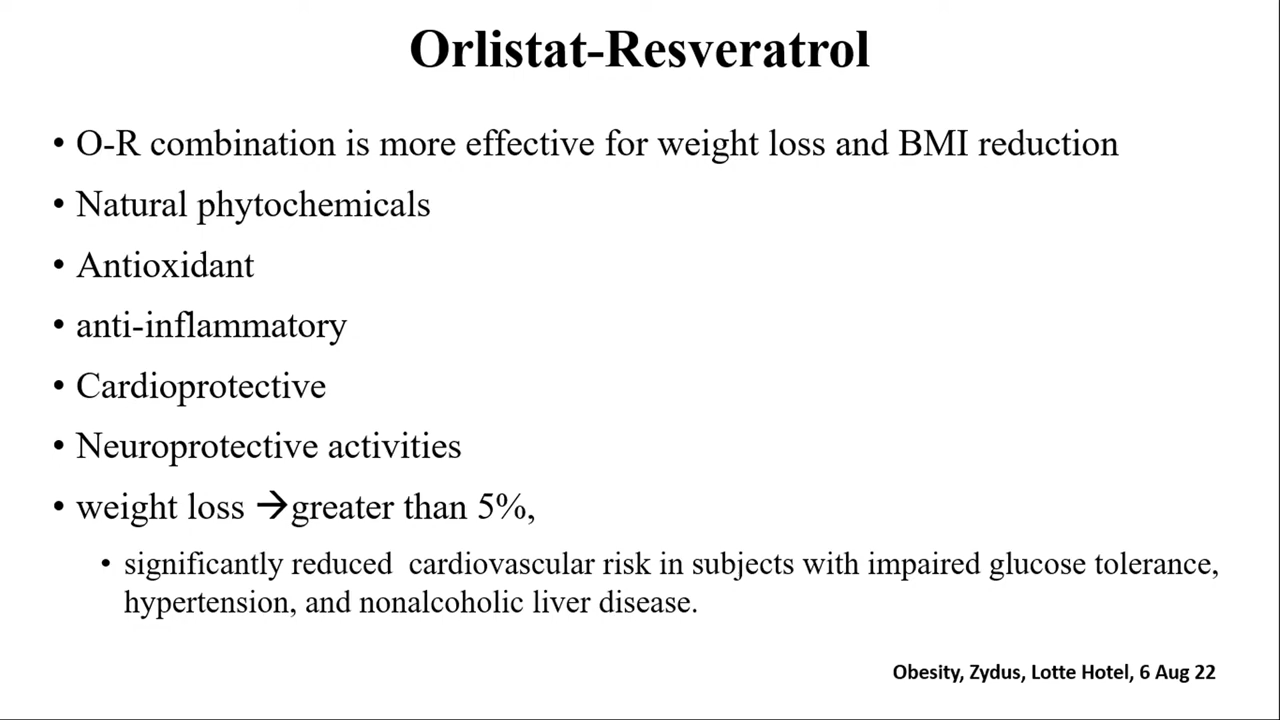 Orlistat-Resveratrol
• O-R combination is more effective for weight loss and BMI reduction
• Natural phytochemicals
• Antioxidant
• anti-inflammatory
• Cardioprotective
• Neuroprotective activities
• weight loss →greater than 5%,
• significantly reduced  cardiovascular risk in subjects with impaired glucose tolerance,
hypertension, and nonalcoholic liver disease.
Obesity, Zydus, Lotte Hotel, 6 Aug 22